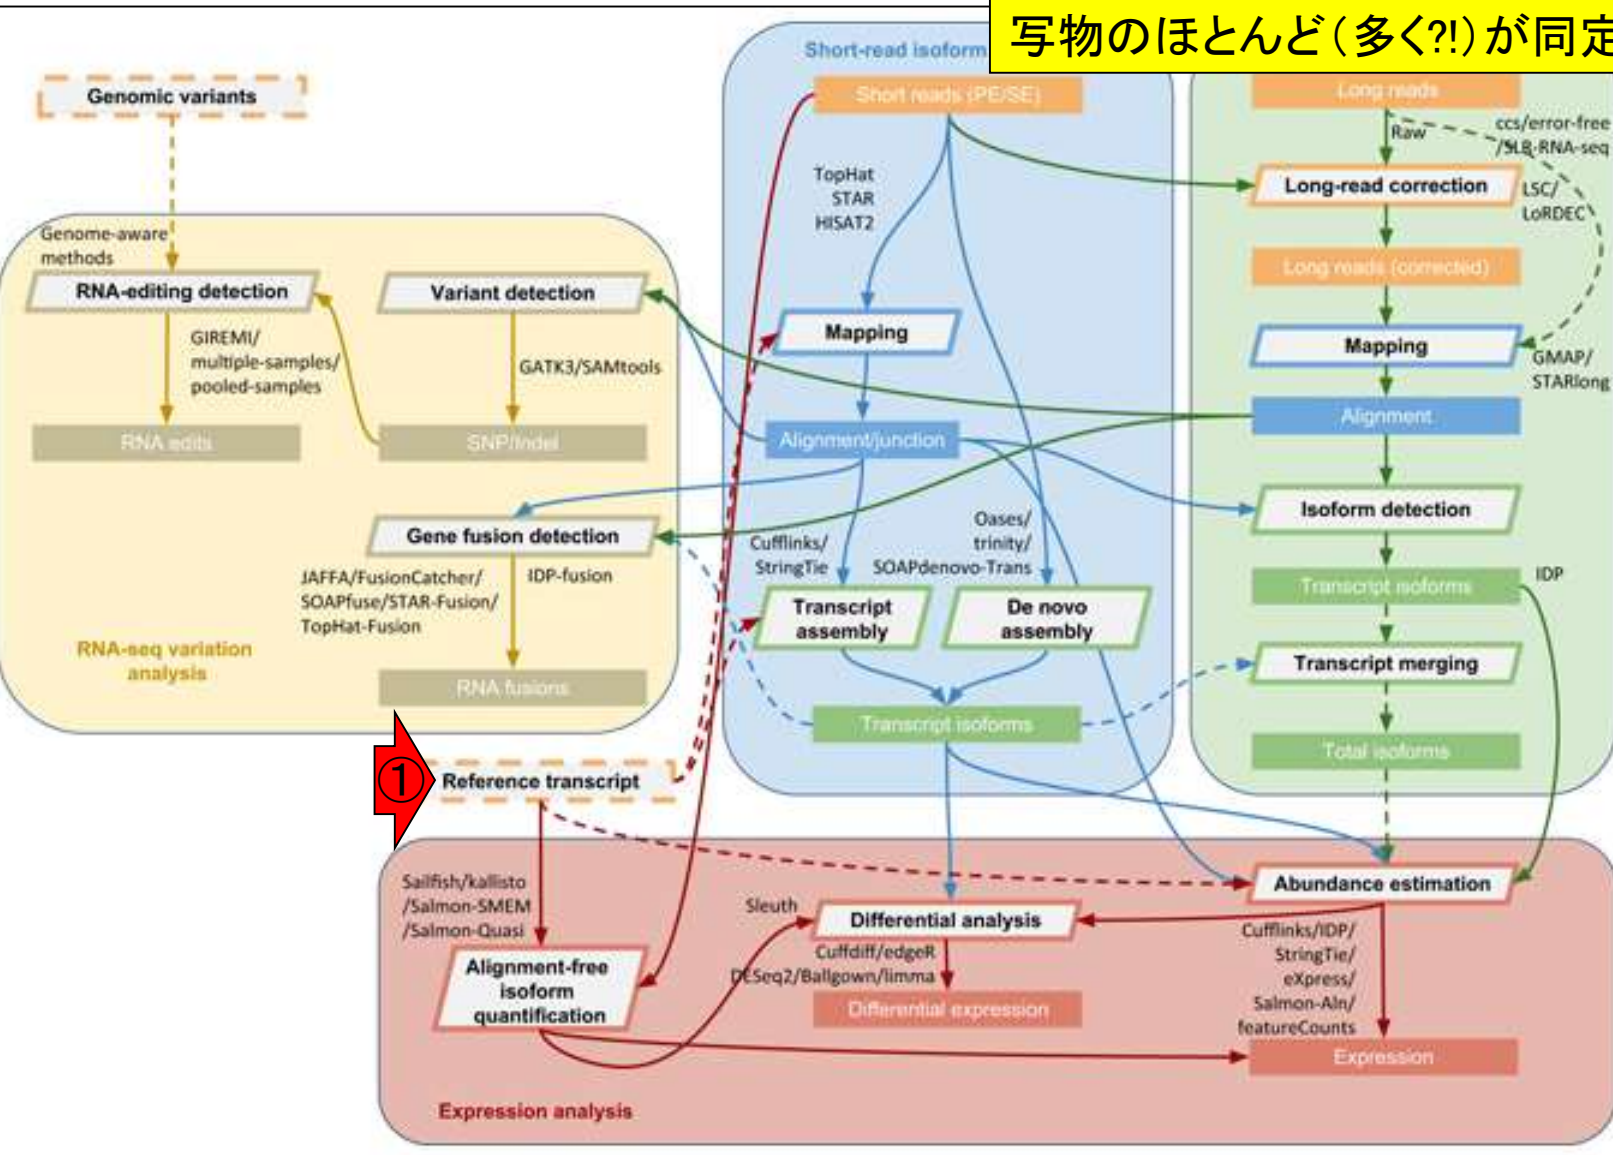 写物のほとんど(多く?!)が同定
Genomic variants
Genome-aware
methods
RNA-editing detection
GIREMI/
multiple-samples/
pooled-samples
RNA edits
Variant detection
GATK3/SAMtools
SNP/Indel
Gene fusion detection
JAFFA/FusionCatcher/
SOAPfuse/STAR-Fusion/
TopHat-Fusion
IDP-fusion
RNA fusions
RNA-seq variation
analysis
Short-read isoform
Short reads (PE/SE)
TopHat
STAR
HISAT2
Mapping
Alignment/junction
Cufflinks/
StringTie
Oases/
trinity/
SOAPdenovo-Trans
Transcript
assembly
De novo
assembly
Transcript isoforms
Long reads
Raw
ccs/error-free
/SLR-RNA-seq
Long-read correction
LSC/
LoRDEC
Long reads (corrected)
Mapping
GMAP/
STARlong
Alignment
Isoform detection
Transcript isoforms
IDP
Transcript merging
Total isoforms
①
Reference transcript
Sailfish/kallisto
/Salmon-SMEM
/Salmon-Quasi
Alignment-free
isoform
quantification
Sleuth
Differential analysis
Cuffdiff/edgeR
DESeq2/Ballgown/limma
Differential expression
Abundance estimation
Cufflinks/IDP/
StringTie/
eXpress/
Salmon-Aln/
featureCounts
Expression
Expression analysis